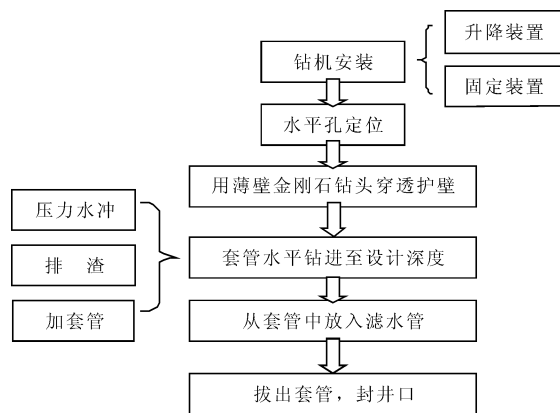 升降装置
钻机安装
固定装置
水平孔定位
用薄壁金刚石钻头穿透护壁
压力水冲
套管水平钻进至设计深度
排 渣
加套管
从套管中放入滤水管
拔出套管，封井口